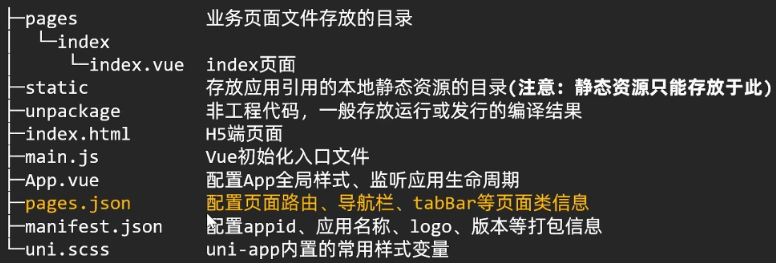 ├─pages 业务页面文件存放的目录
│ └─index
│ └─index.vue index页面
├─static 存放应用引用的本地静态资源的目录(注意：静态资源只能存放于此)
├─unpackage 非工程代码，一般存放运行或发行的编译结果
├─index.html H5端页面
├─main.js Vue初始化入口文件
├─App.vue 配置App全局样式、监听应用生命周期
├─pages.json 配置页面路由、导航栏、tabBar等页面类信息
├─manifest.json 配置appid、应用名称、logo、版本等打包信息
└─uni.scss uni-app内置的常用样式变量